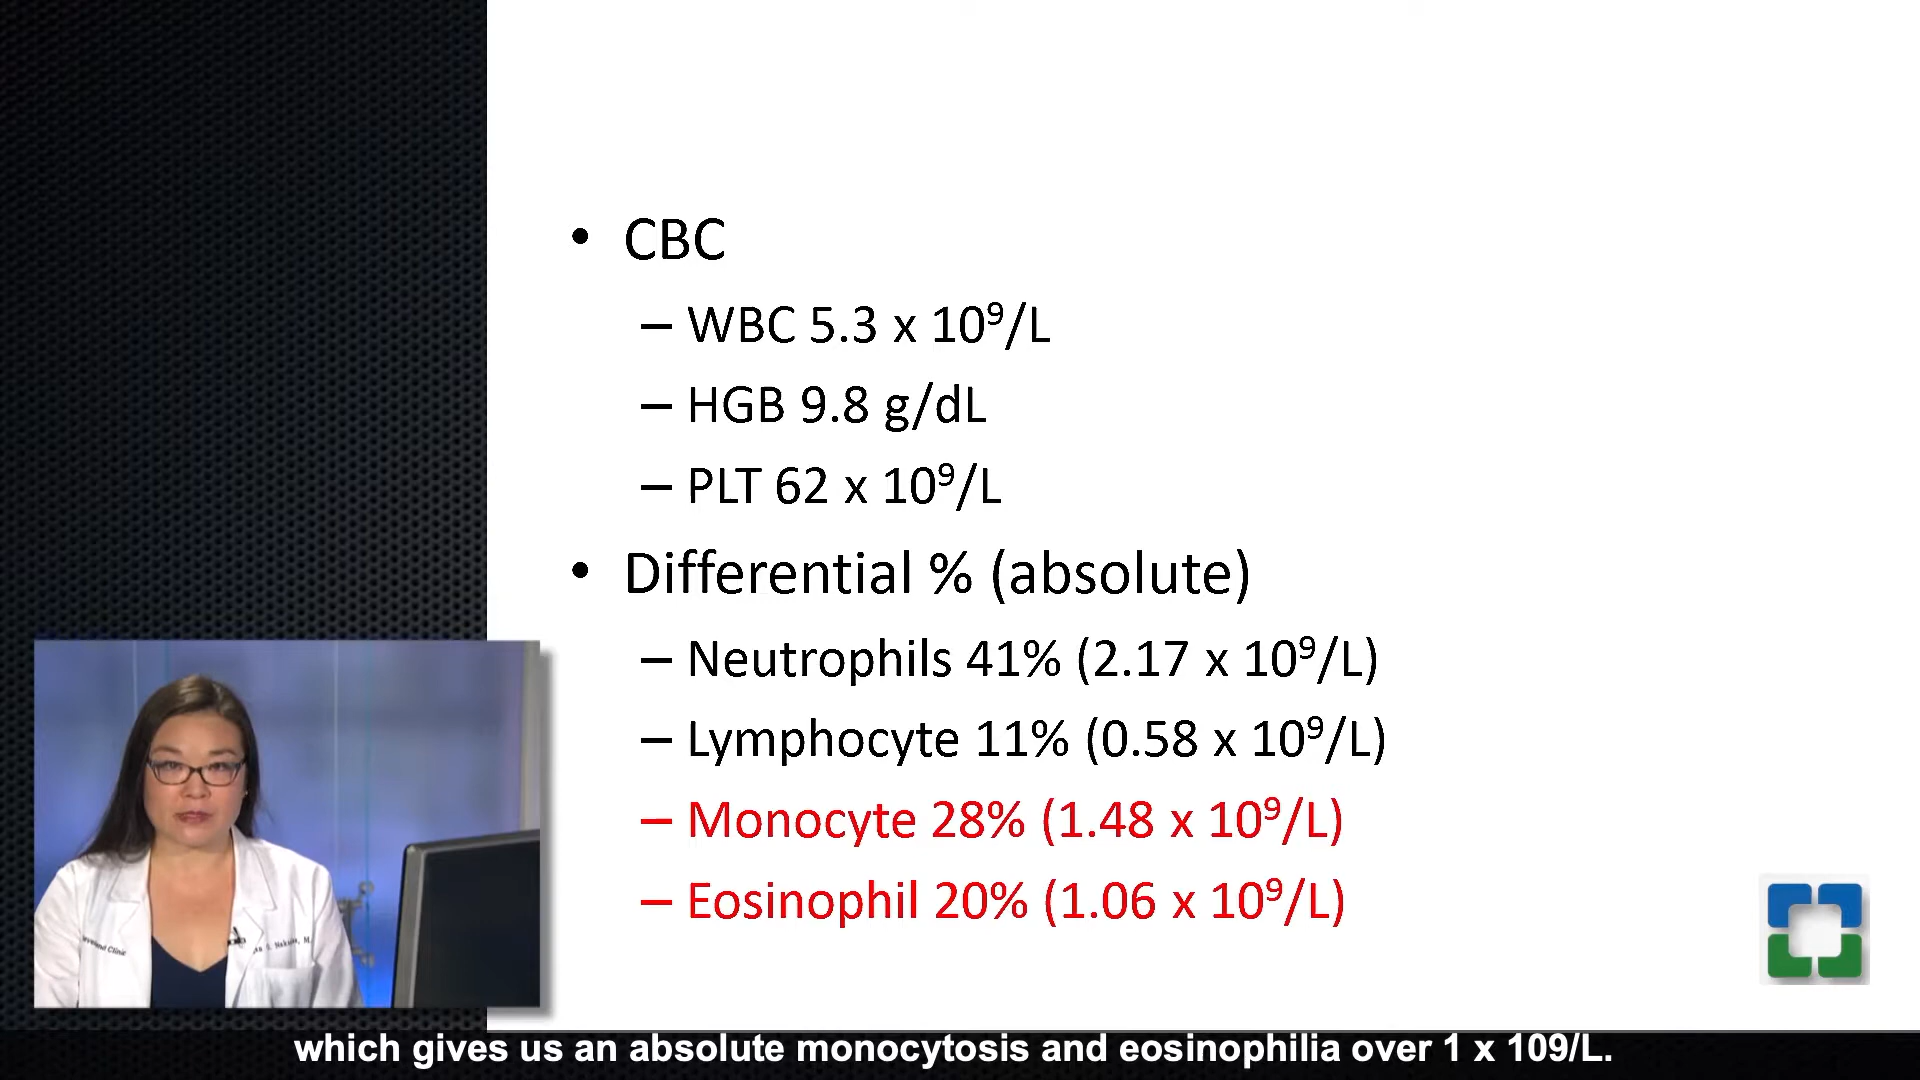 • CBC
– WBC 5.3 x 10⁹/L
– HGB 9.8 g/dL
– PLT 62 x 10⁹/L
• Differential % (absolute)
– Neutrophils 41% (2.17 x 10⁹/L)
– Lymphocyte 11% (0.58 x 10⁹/L)
– Monocyte 28% (1.48 x 10⁹/L)
– Eosinophil 20% (1.06 x 10⁹/L)
Clinic
which gives us an absolute monocytosis and eosinophilia over 1 x 109/L.